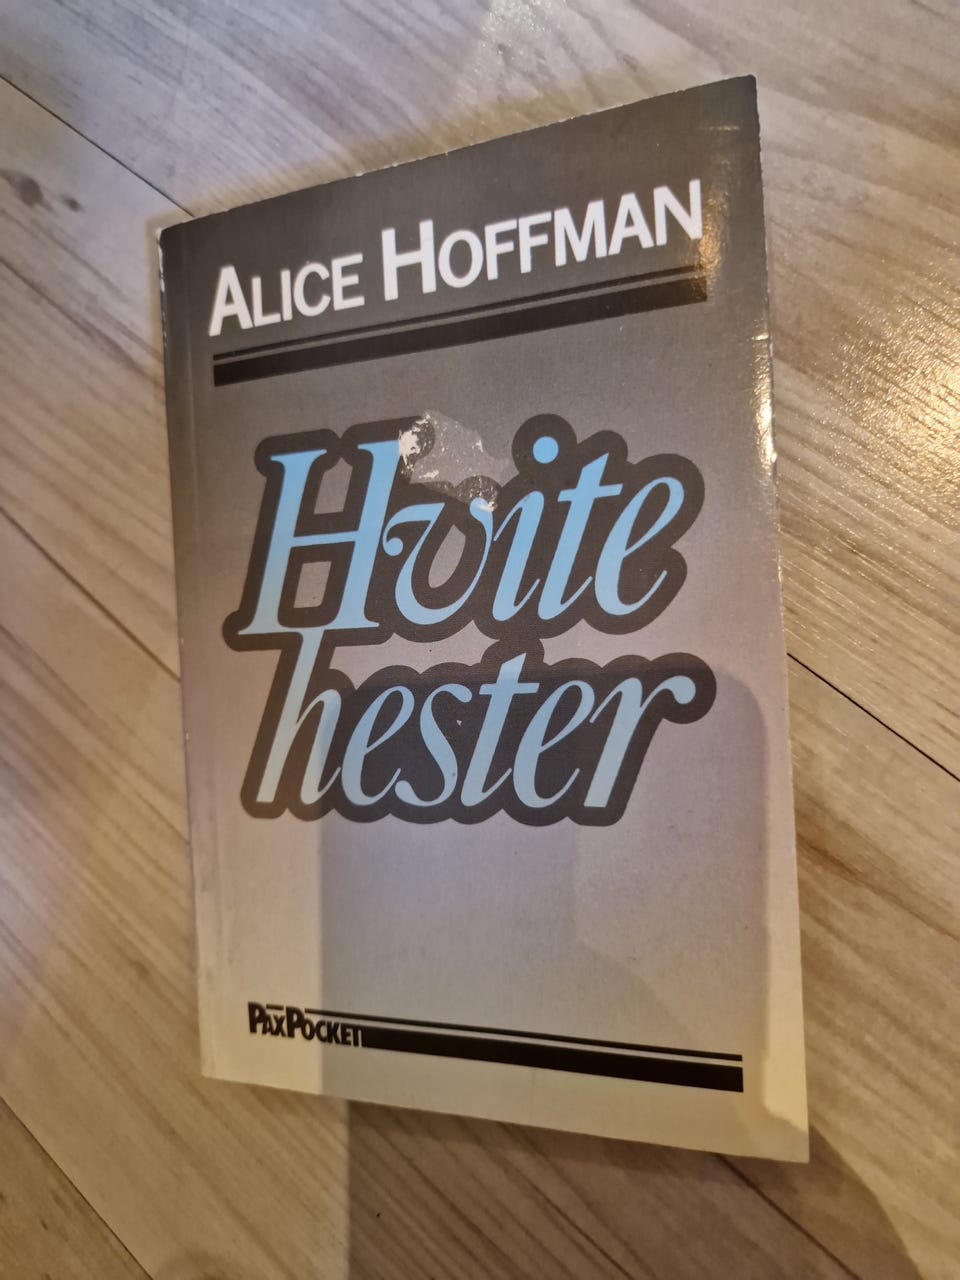 ALICE HOFFMAN
Hvite
hester
PAXPOCKET